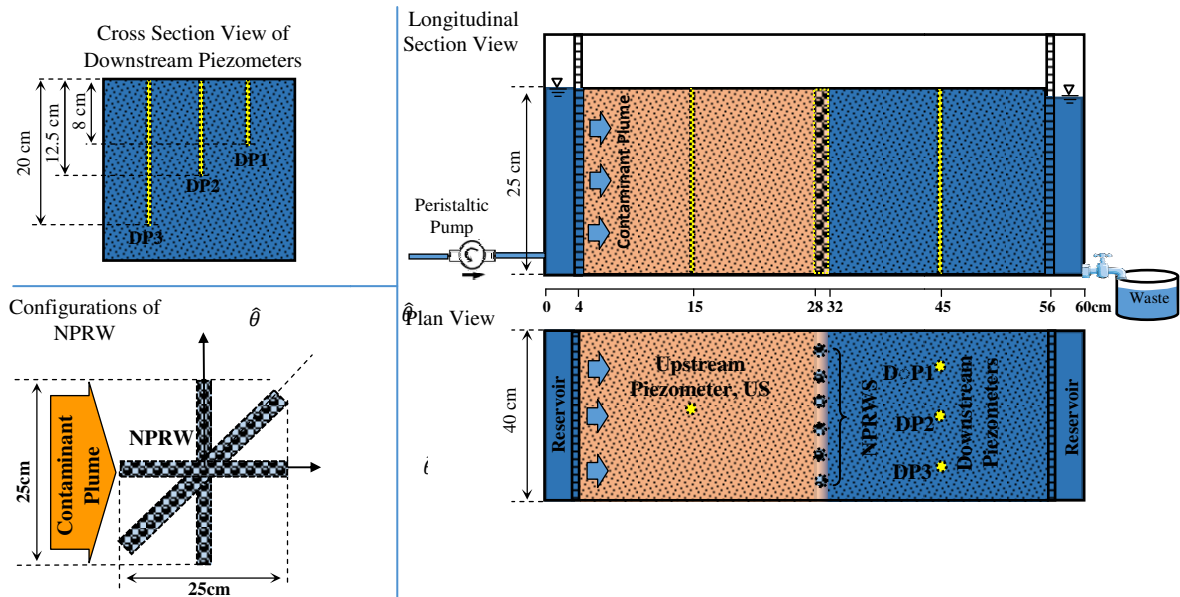 Cross Section View of
Downstream Piezometers
20 cm
12.5 cm
8 cm
DP1
DP2
DP3
Longitudinal
Section View
25 cm
Contaminant Plume
Peristaltic
Pump
Waste
0 4 15 28 32 45 56 60cm
Configurations of
NPRW
θ̂
25cm
Contaminant
Plume
NPRW
25cm
Plan View
40 cm
Reservoir
Upstream
Piezometer, US
NPRWS
D P1
DP2
DP3
Downstream
Piezometers
Reservoir